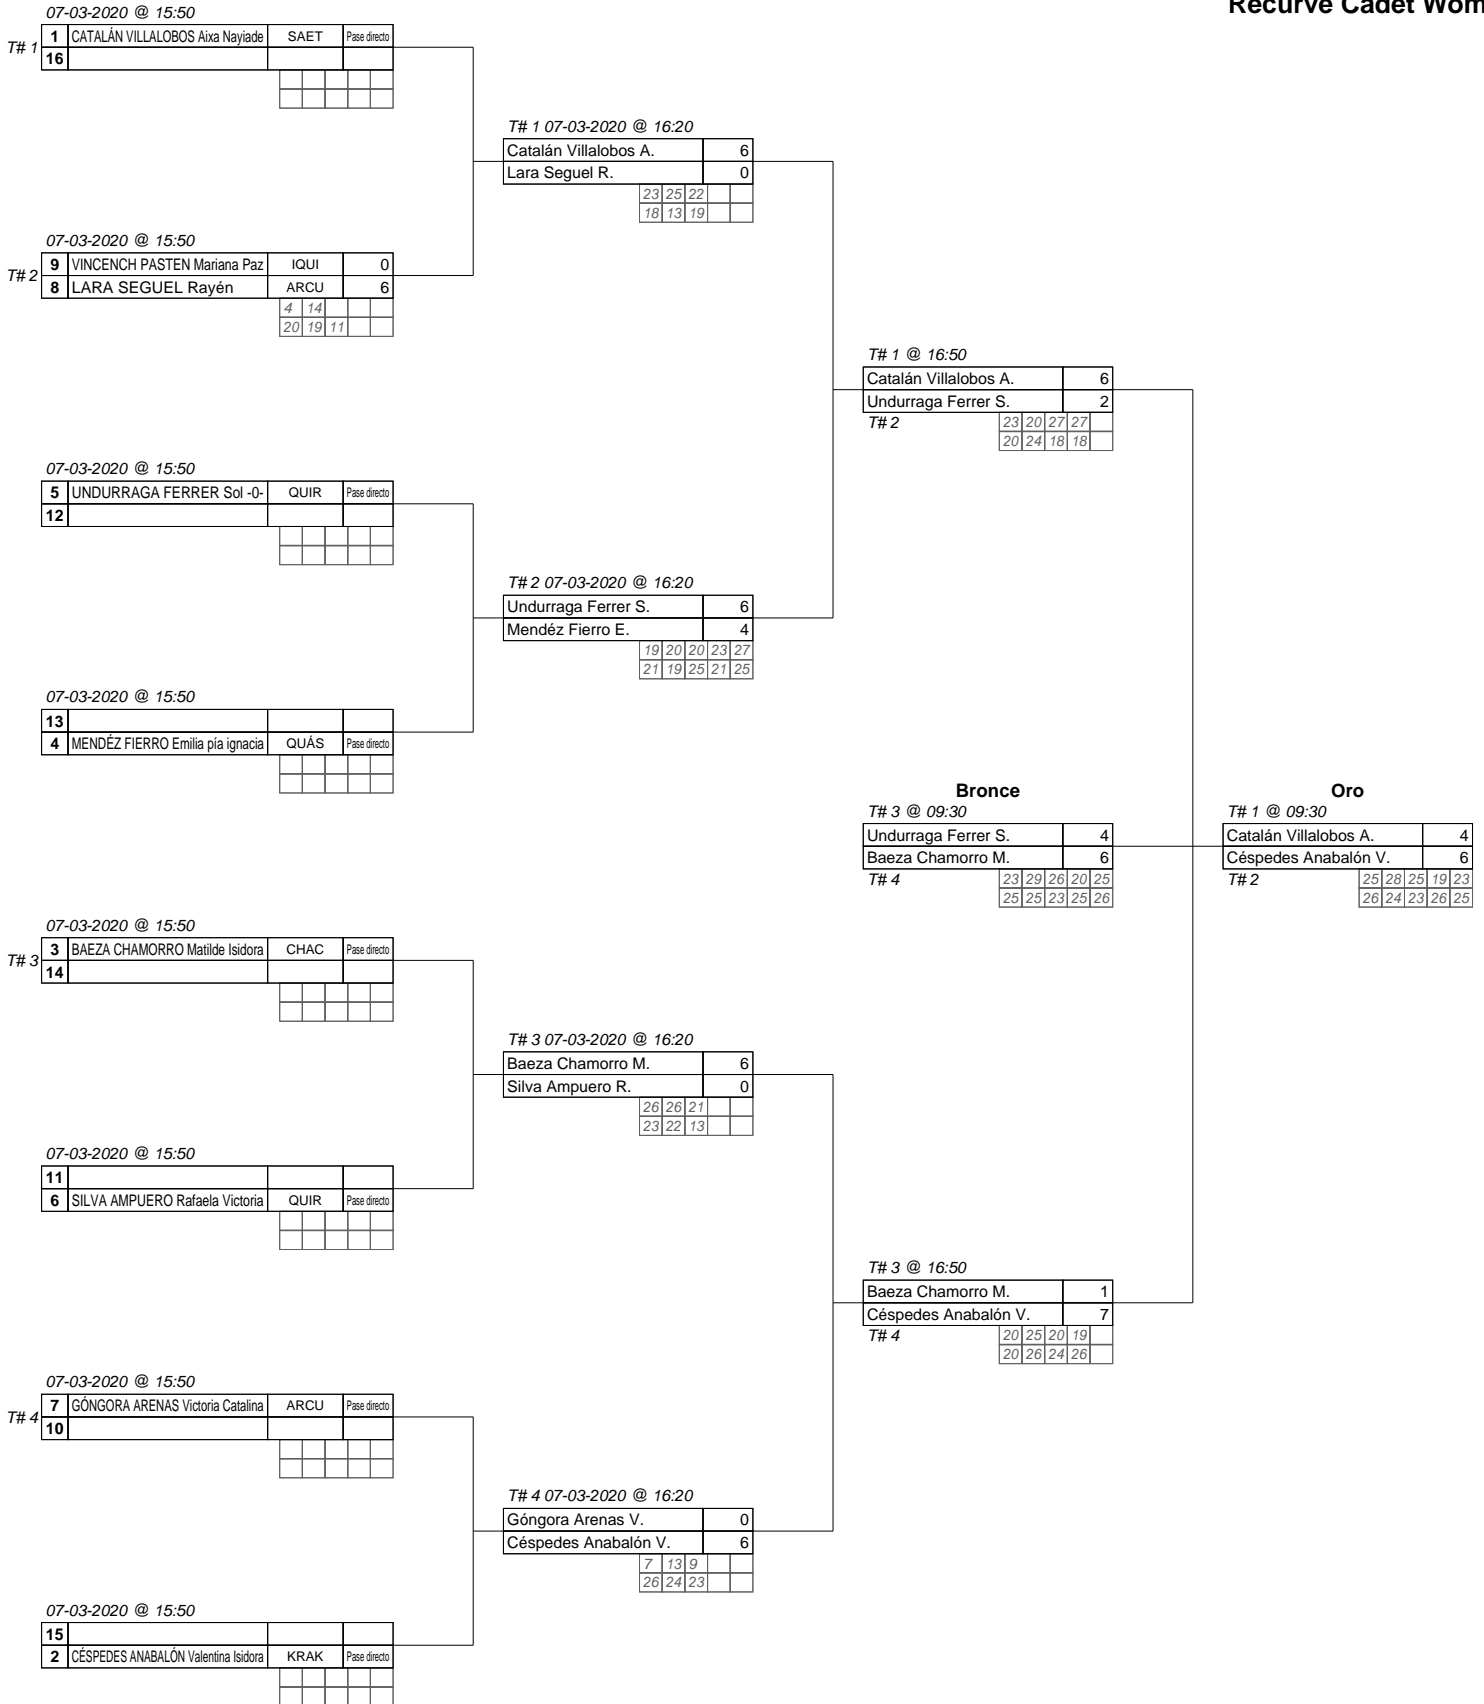 Recurve Cadet Wom
07-03-2020 @ 15:50
T# 1
1 CATALÁN VILLALOBOS Aixa Nayiade SAET Pase directo
16
T# 1 07-03-2020 @ 16:20
Catalán Villalobos A. 6
Lara Seguel R. 0
23 25 22
18 13 19
07-03-2020 @ 15:50
T# 2
9 VINCENCH PASTEN Mariana Paz IQUI 0
8 LARA SEGUEL Rayén ARCU 6
4 14
20 19 11
T# 1 @ 16:50
Catalán Villalobos A. 6
Undurraga Ferrer S. 2
T# 2 23 20 27 27
20 24 18 18
07-03-2020 @ 15:50
5 UNDURRAGA FERRER Sol -0- QUIR Pase directo
12
T# 2 07-03-2020 @ 16:20
Undurraga Ferrer S. 6
Mendéz Fierro E. 4
19 20 20 23 27
21 19 25 21 25
07-03-2020 @ 15:50
13
4 MENDÉZ FIERRO Emilia pía ignacia QUÁS Pase directo
Bronce
T# 3 @ 09:30
Undurraga Ferrer S. 4
Baeza Chamorro M. 6
T# 4 23 29 26 20 25
25 25 23 25 26
Oro
T# 1 @ 09:30
Catalán Villalobos A. 4
Céspedes Anabalón V. 6
T# 2 25 28 25 19 23
26 24 23 26 25
07-03-2020 @ 15:50
T# 3
3 BAEZA CHAMORRO Matilde Isidora CHAC Pase directo
14
T# 3 07-03-2020 @ 16:20
Baeza Chamorro M. 6
Silva Ampuero R. 0
26 26 21
23 22 13
07-03-2020 @ 15:50
11
6 SILVA AMPUERO Rafaela Victoria QUIR Pase directo
T# 3 @ 16:50
Baeza Chamorro M. 1
Céspedes Anabalón V. 7
T# 4 20 25 20 19
20 26 24 26
07-03-2020 @ 15:50
T# 4
7 GÓNGORA ARENAS Victoria Catalina ARCU Pase directo
10
T# 4 07-03-2020 @ 16:20
Góngora Arenas V. 0
Céspedes Anabalón V. 6
7 13 9
26 24 23
07-03-2020 @ 15:50
15
2 CÉSPEDES ANABALÓN Valentina Isidora KRAK Pase directo